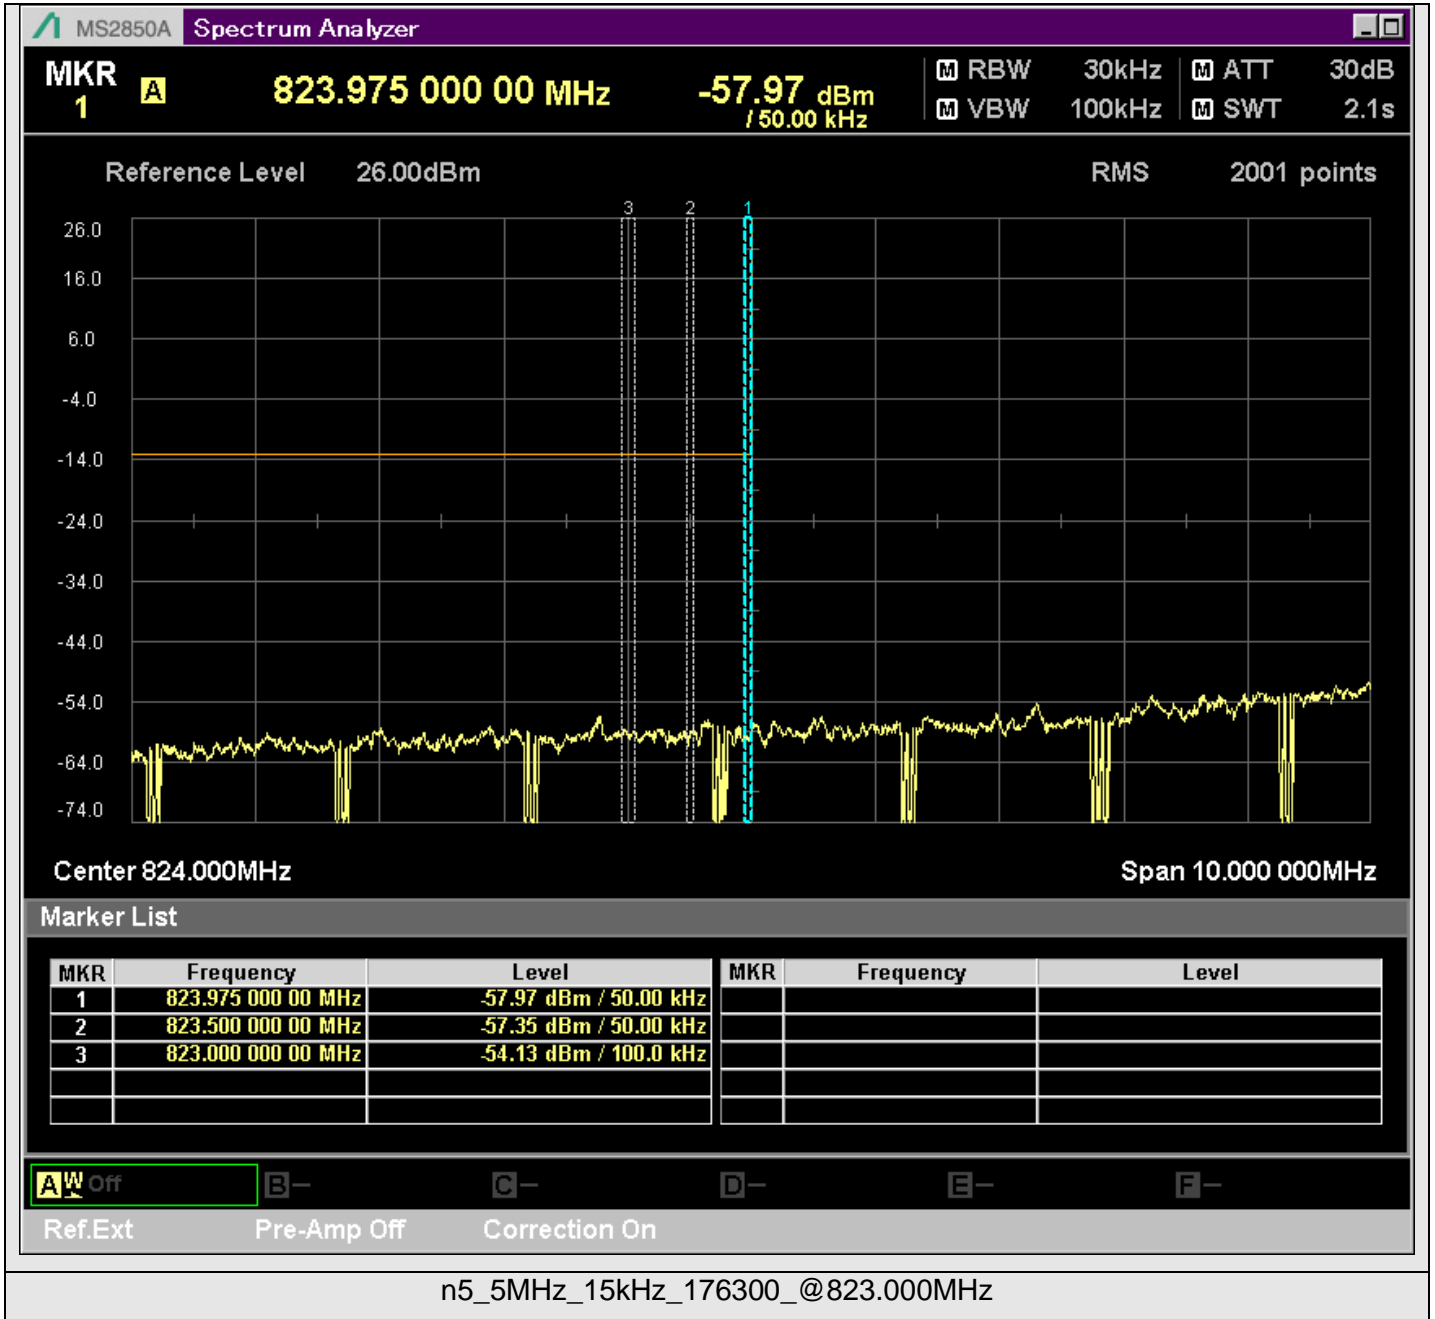 MS2850A Spectrum Analyzer
MKR 1 A 823.975 000 00 MHz -57.97 dBm / 50.00 kHz
M RBW 30kHz M ATT 30dB
M VBW 100kHz M SWT 2.1s
Reference Level 26.00dBm RMS 2001 points
3 2 1
26.0
16.0
6.0
-4.0
-14.0
-24.0
-34.0
-44.0
-54.0
-64.0
-74.0
Center 824.000MHz Span 10.000 000MHz
Marker List
MKR Frequency Level MKR Frequency Level
1 823.975 000 00 MHz -57.97 dBm / 50.00 kHz
2 823.500 000 00 MHz -57.35 dBm / 50.00 kHz
3 823.000 000 00 MHz -54.13 dBm / 100.0 kHz
A W Off B – C – D – E – F –
Ref.Ext Pre-Amp Off Correction On
n5_5MHz_15kHz_176300_@823.000MHz